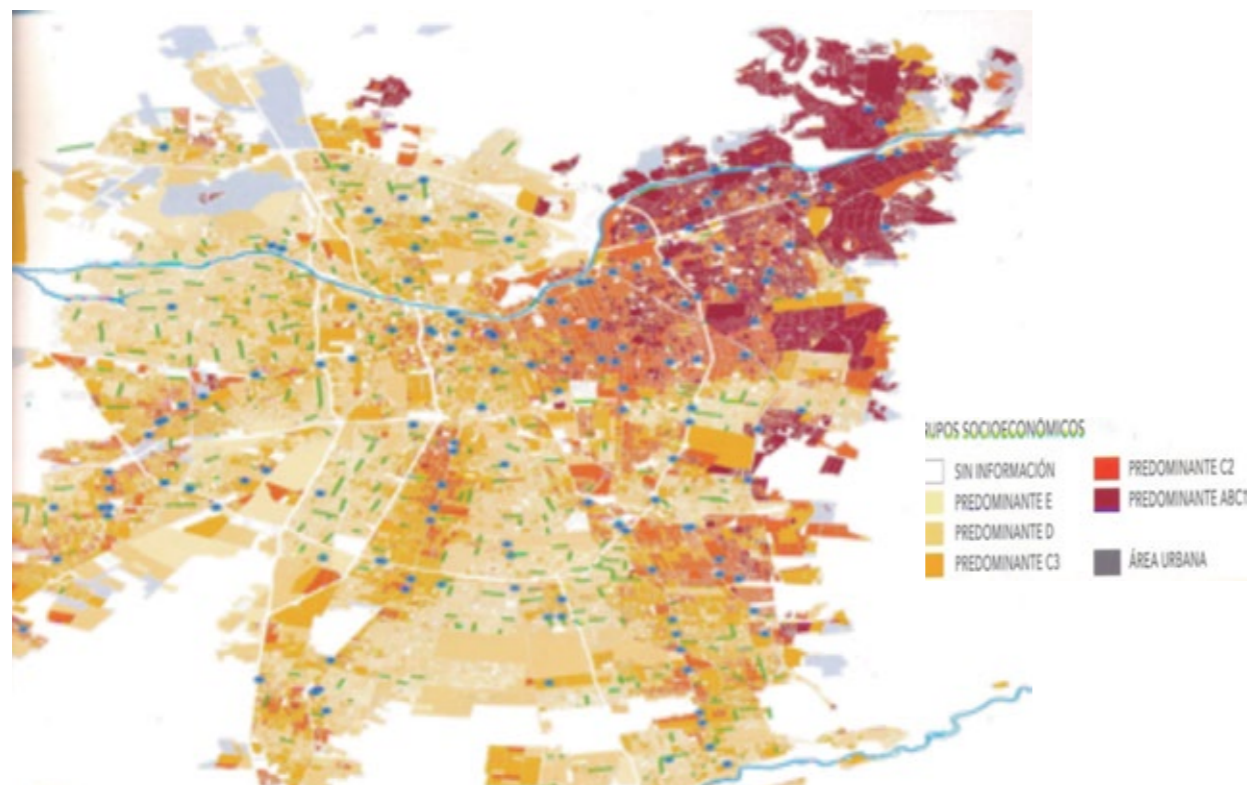 RUPOS SOCIOECONÓMICOS
SIN INFORMACIÓN
PREDOMINANTE E
PREDOMINANTE D
PREDOMINANTE C3
PREDOMINANTE C2
PREDOMINANTE ABC1
ÁREA URBANA